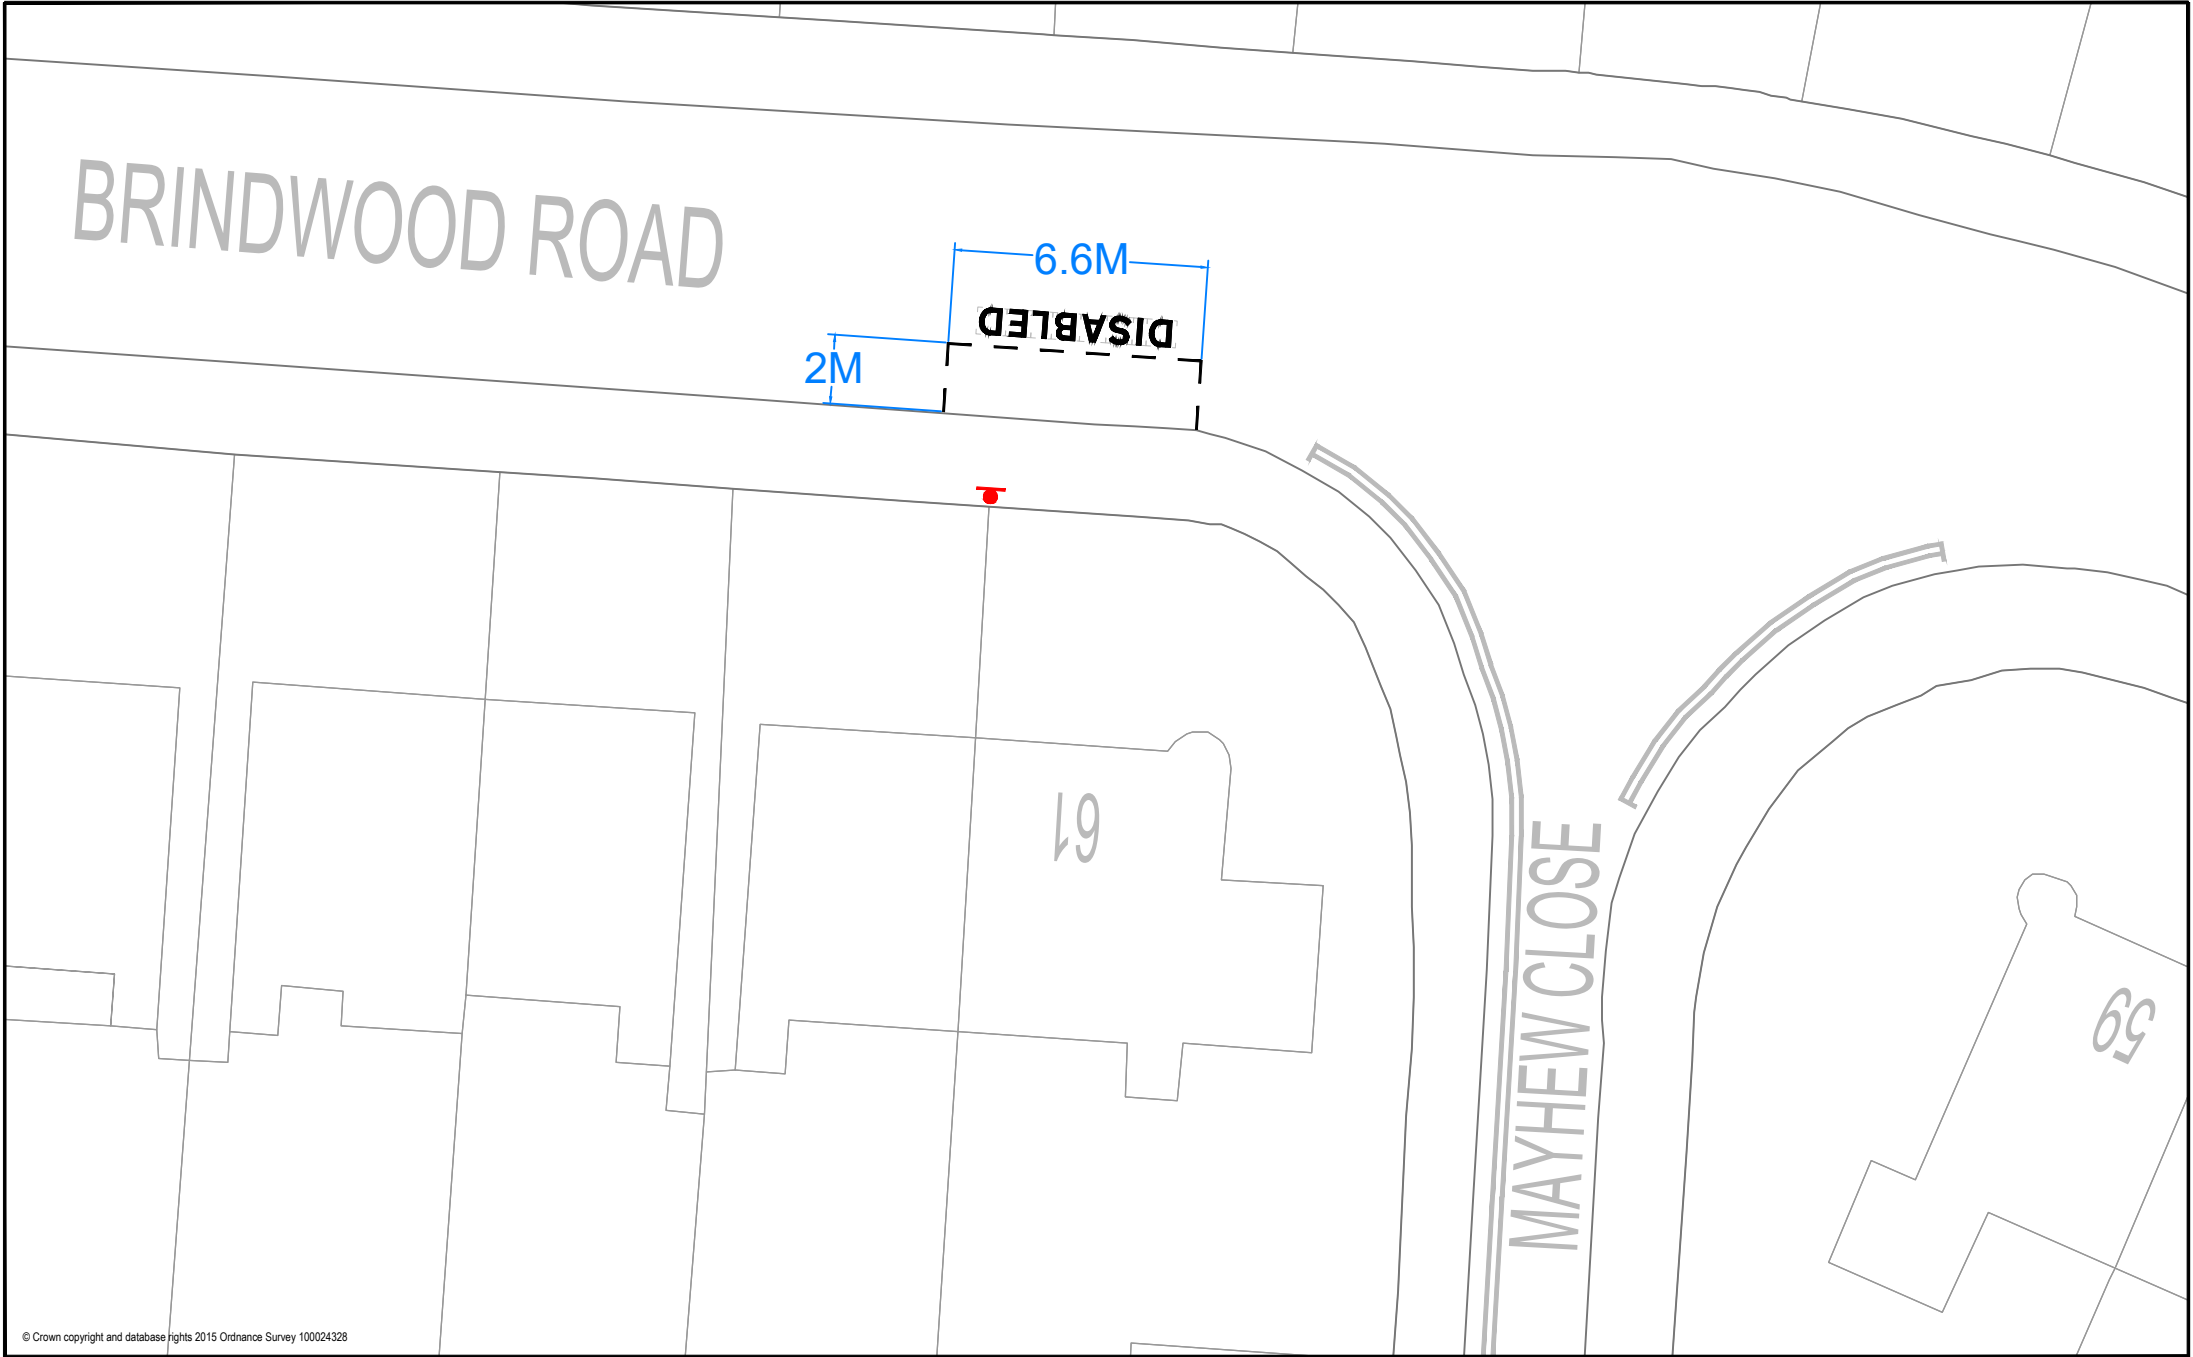 BRINDWOOD ROAD
6.6M
DISABLED
2M
61
MAYHEW CLOSE
59
© Crown copyright and database rights 2015 Ordnance Survey 100024328